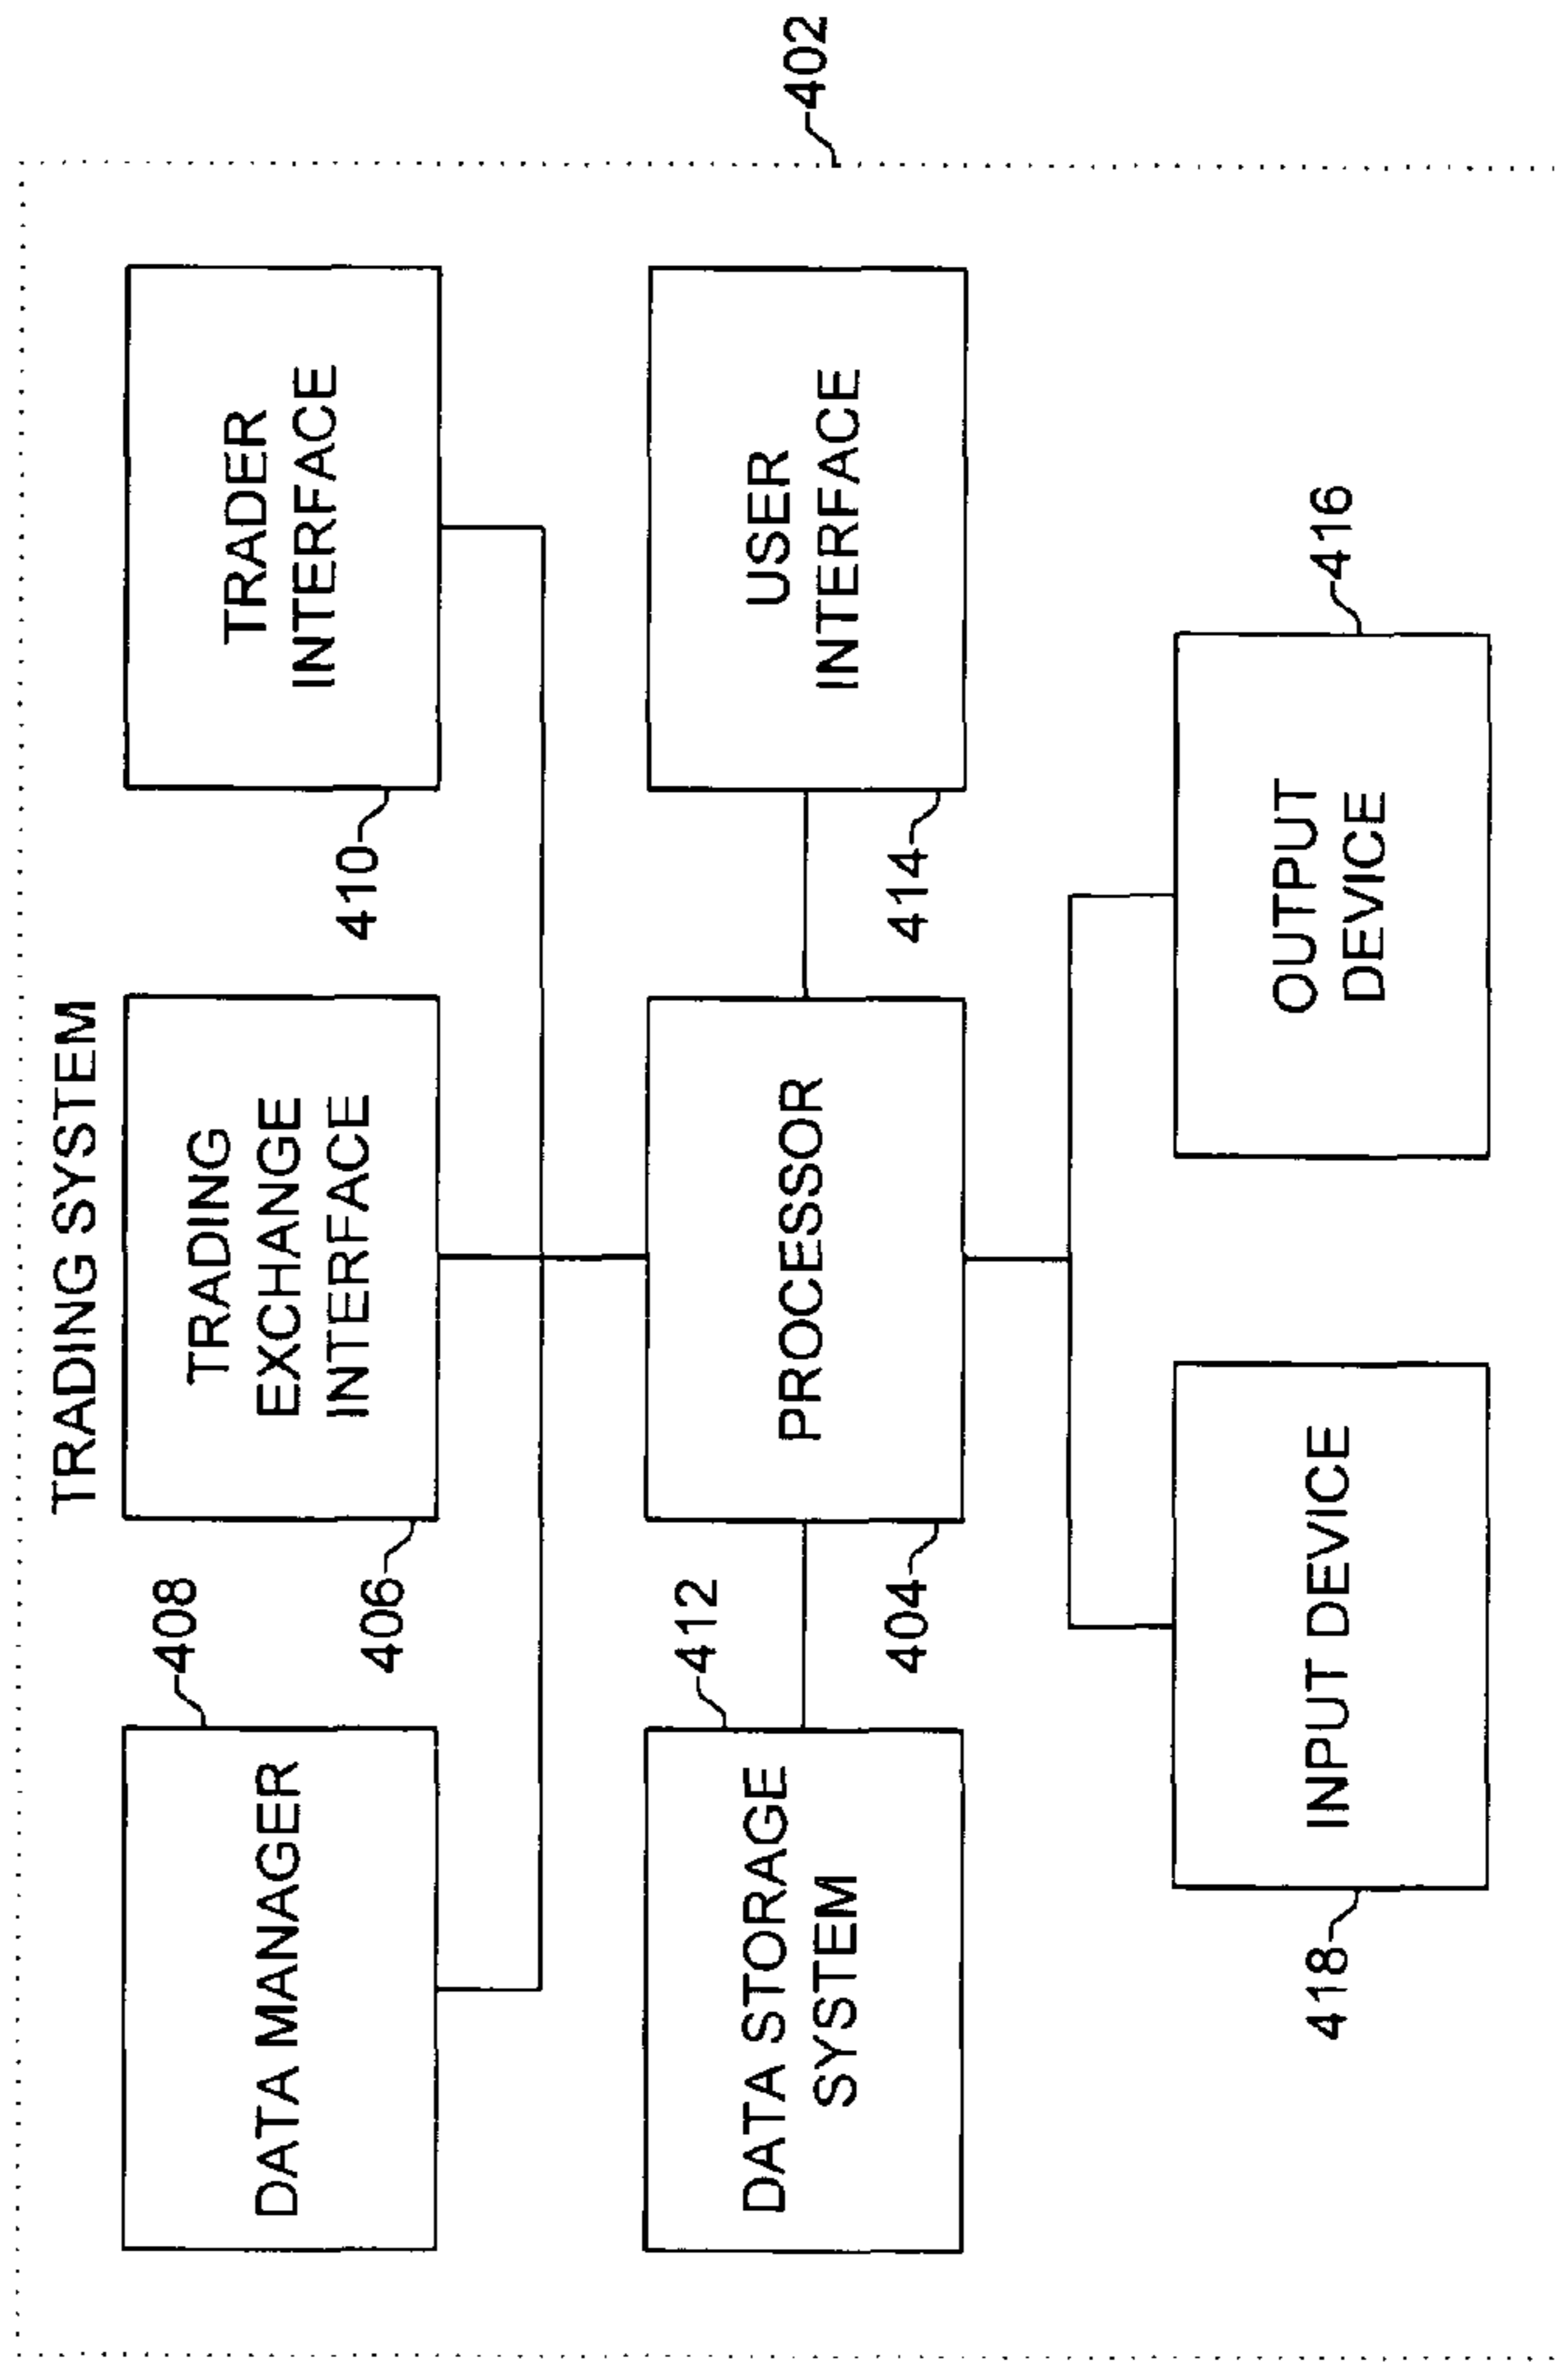 TRADING SYSTEM
408
DATA MANAGER
406
TRADING
EXCHANGE
INTERFACE
410
TRADER
INTERFACE
402
412
DATA STORAGE
SYSTEM
404
PROCESSOR
414
USER
INTERFACE
418
INPUT DEVICE
416
OUTPUT
DEVICE